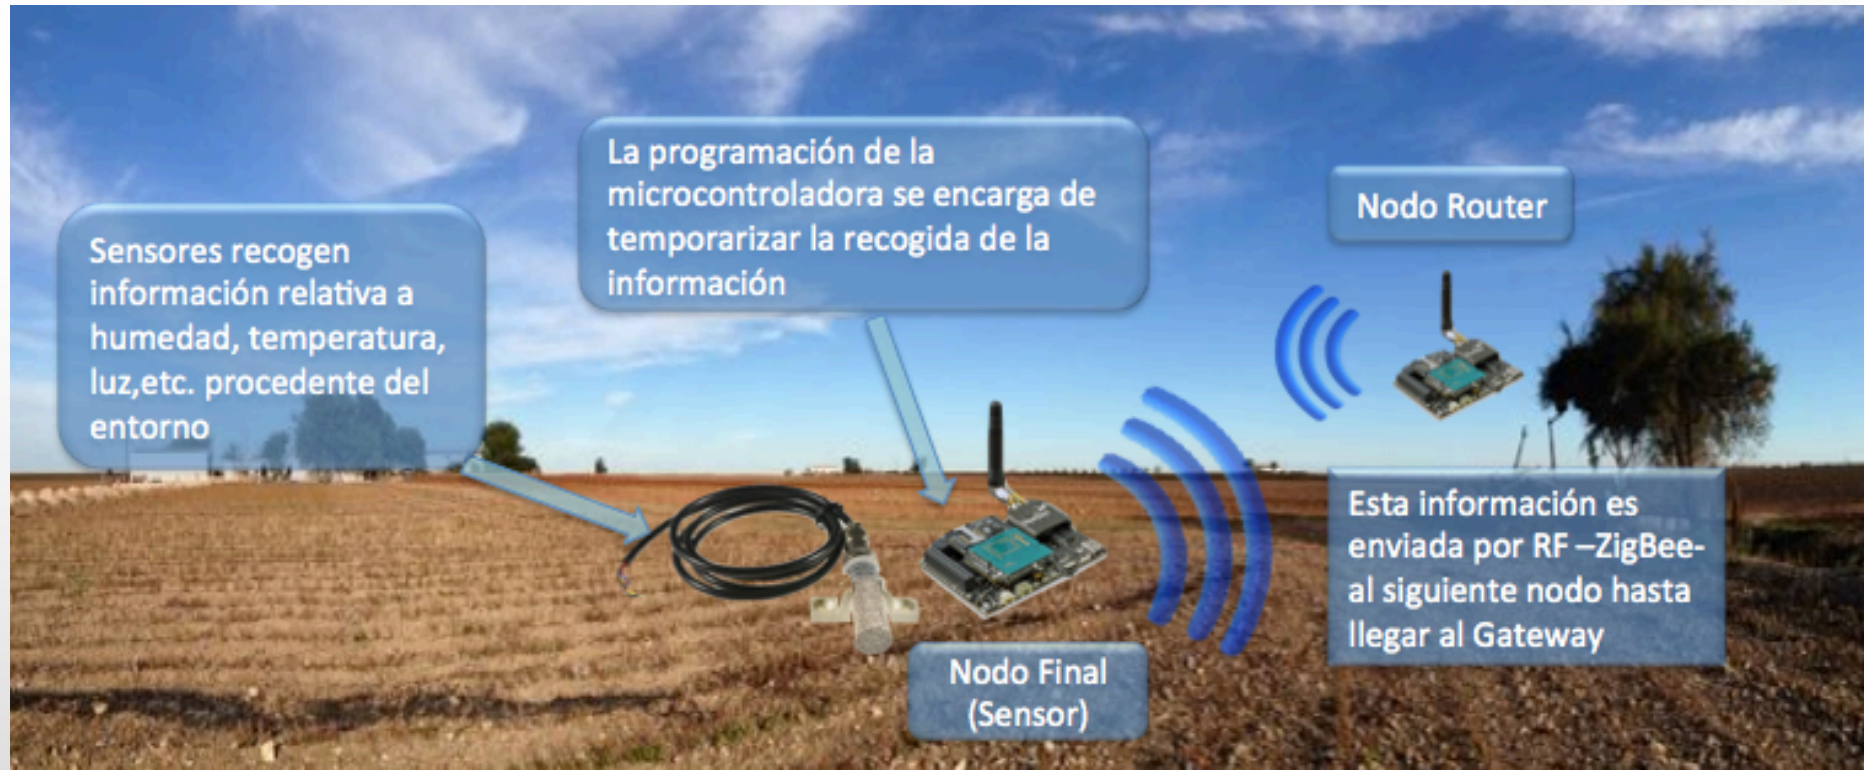 Sensores recogen
información relativa a
humedad, temperatura,
luz,etc. procedente del
entorno
La programación de la
microcontroladora se encarga de
temporarizar la recogida de la
información
Nodo Router
Esta información es
enviada por RF –ZigBee-
al siguiente nodo hasta
llegar al Gateway
Nodo Final
(Sensor)